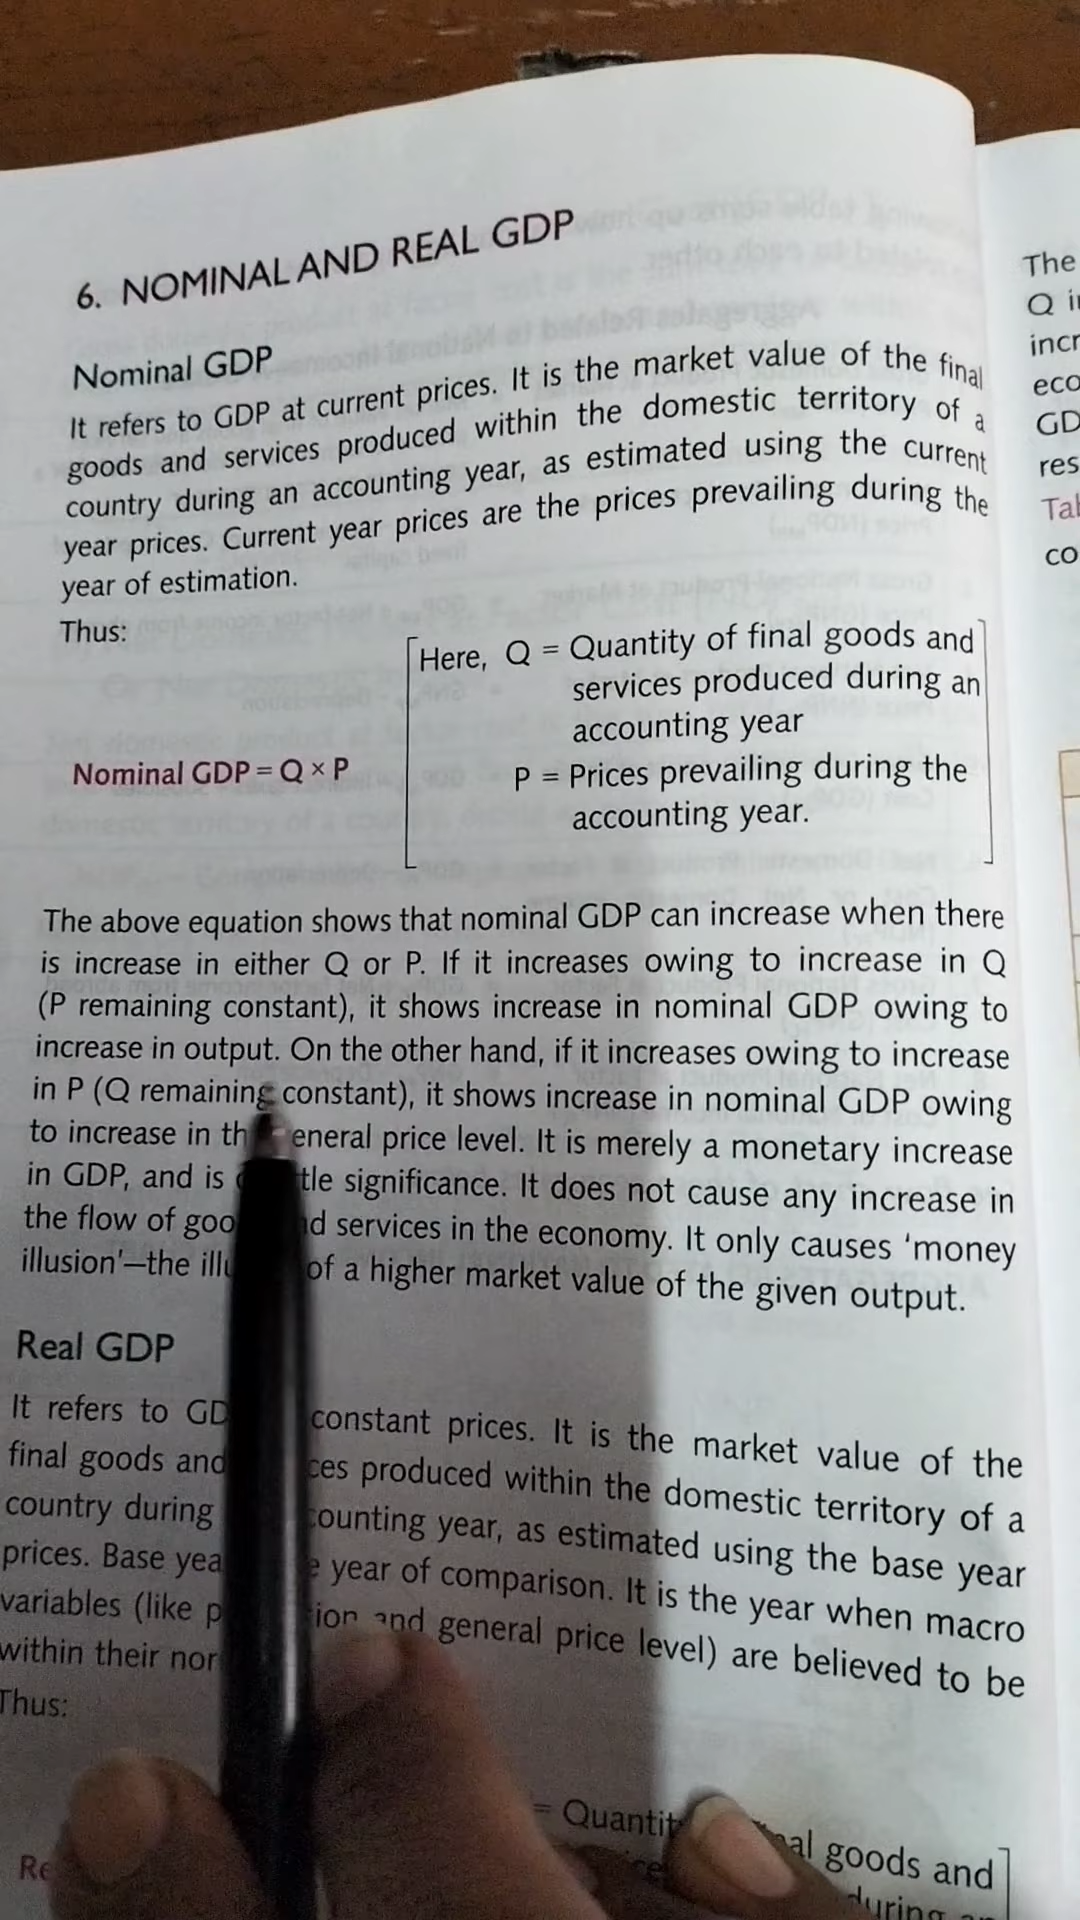 6. NOMINAL AND REAL GDP
Nominal GDP
It refers to GDP at current prices. It is the market value of the final
goods and services produced within the domestic territory of a
country during an accounting year, as estimated using the current
year prices. Current year prices are the prices prevailing during the
year of estimation.
Thus:
Here, Q = Quantity of final goods and
services produced during an
accounting year
Nominal GDP = Q × P
P = Prices prevailing during the
accounting year.
The above equation shows that nominal GDP can increase when there
is increase in either Q or P. If it increases owing to increase in Q
(P remaining constant), it shows increase in nominal GDP owing to
increase in output. On the other hand, if it increases owing to increase
in P (Q remaining constant), it shows increase in nominal GDP owing
to increase in eneral price level. It is merely a monetary increase
in GDP, and is tle significance. It does not cause any increase in
the flow of goo d services in the economy. It only causes 'money
illusion'—the of a higher market value of the given output.
Real GDP
It refers to GD constant prices. It is the market value of the
final goods and ces produced within the domestic territory of a
country during counting year, as estimated using the base year
prices. Base yea year of comparison. It is the year when macro
variables (like ion and general price level) are believed to be
within their nor
Thus:
= Quantit al goods and
during
Re
The
Q i
incr
eco
GD
res
Tab
co